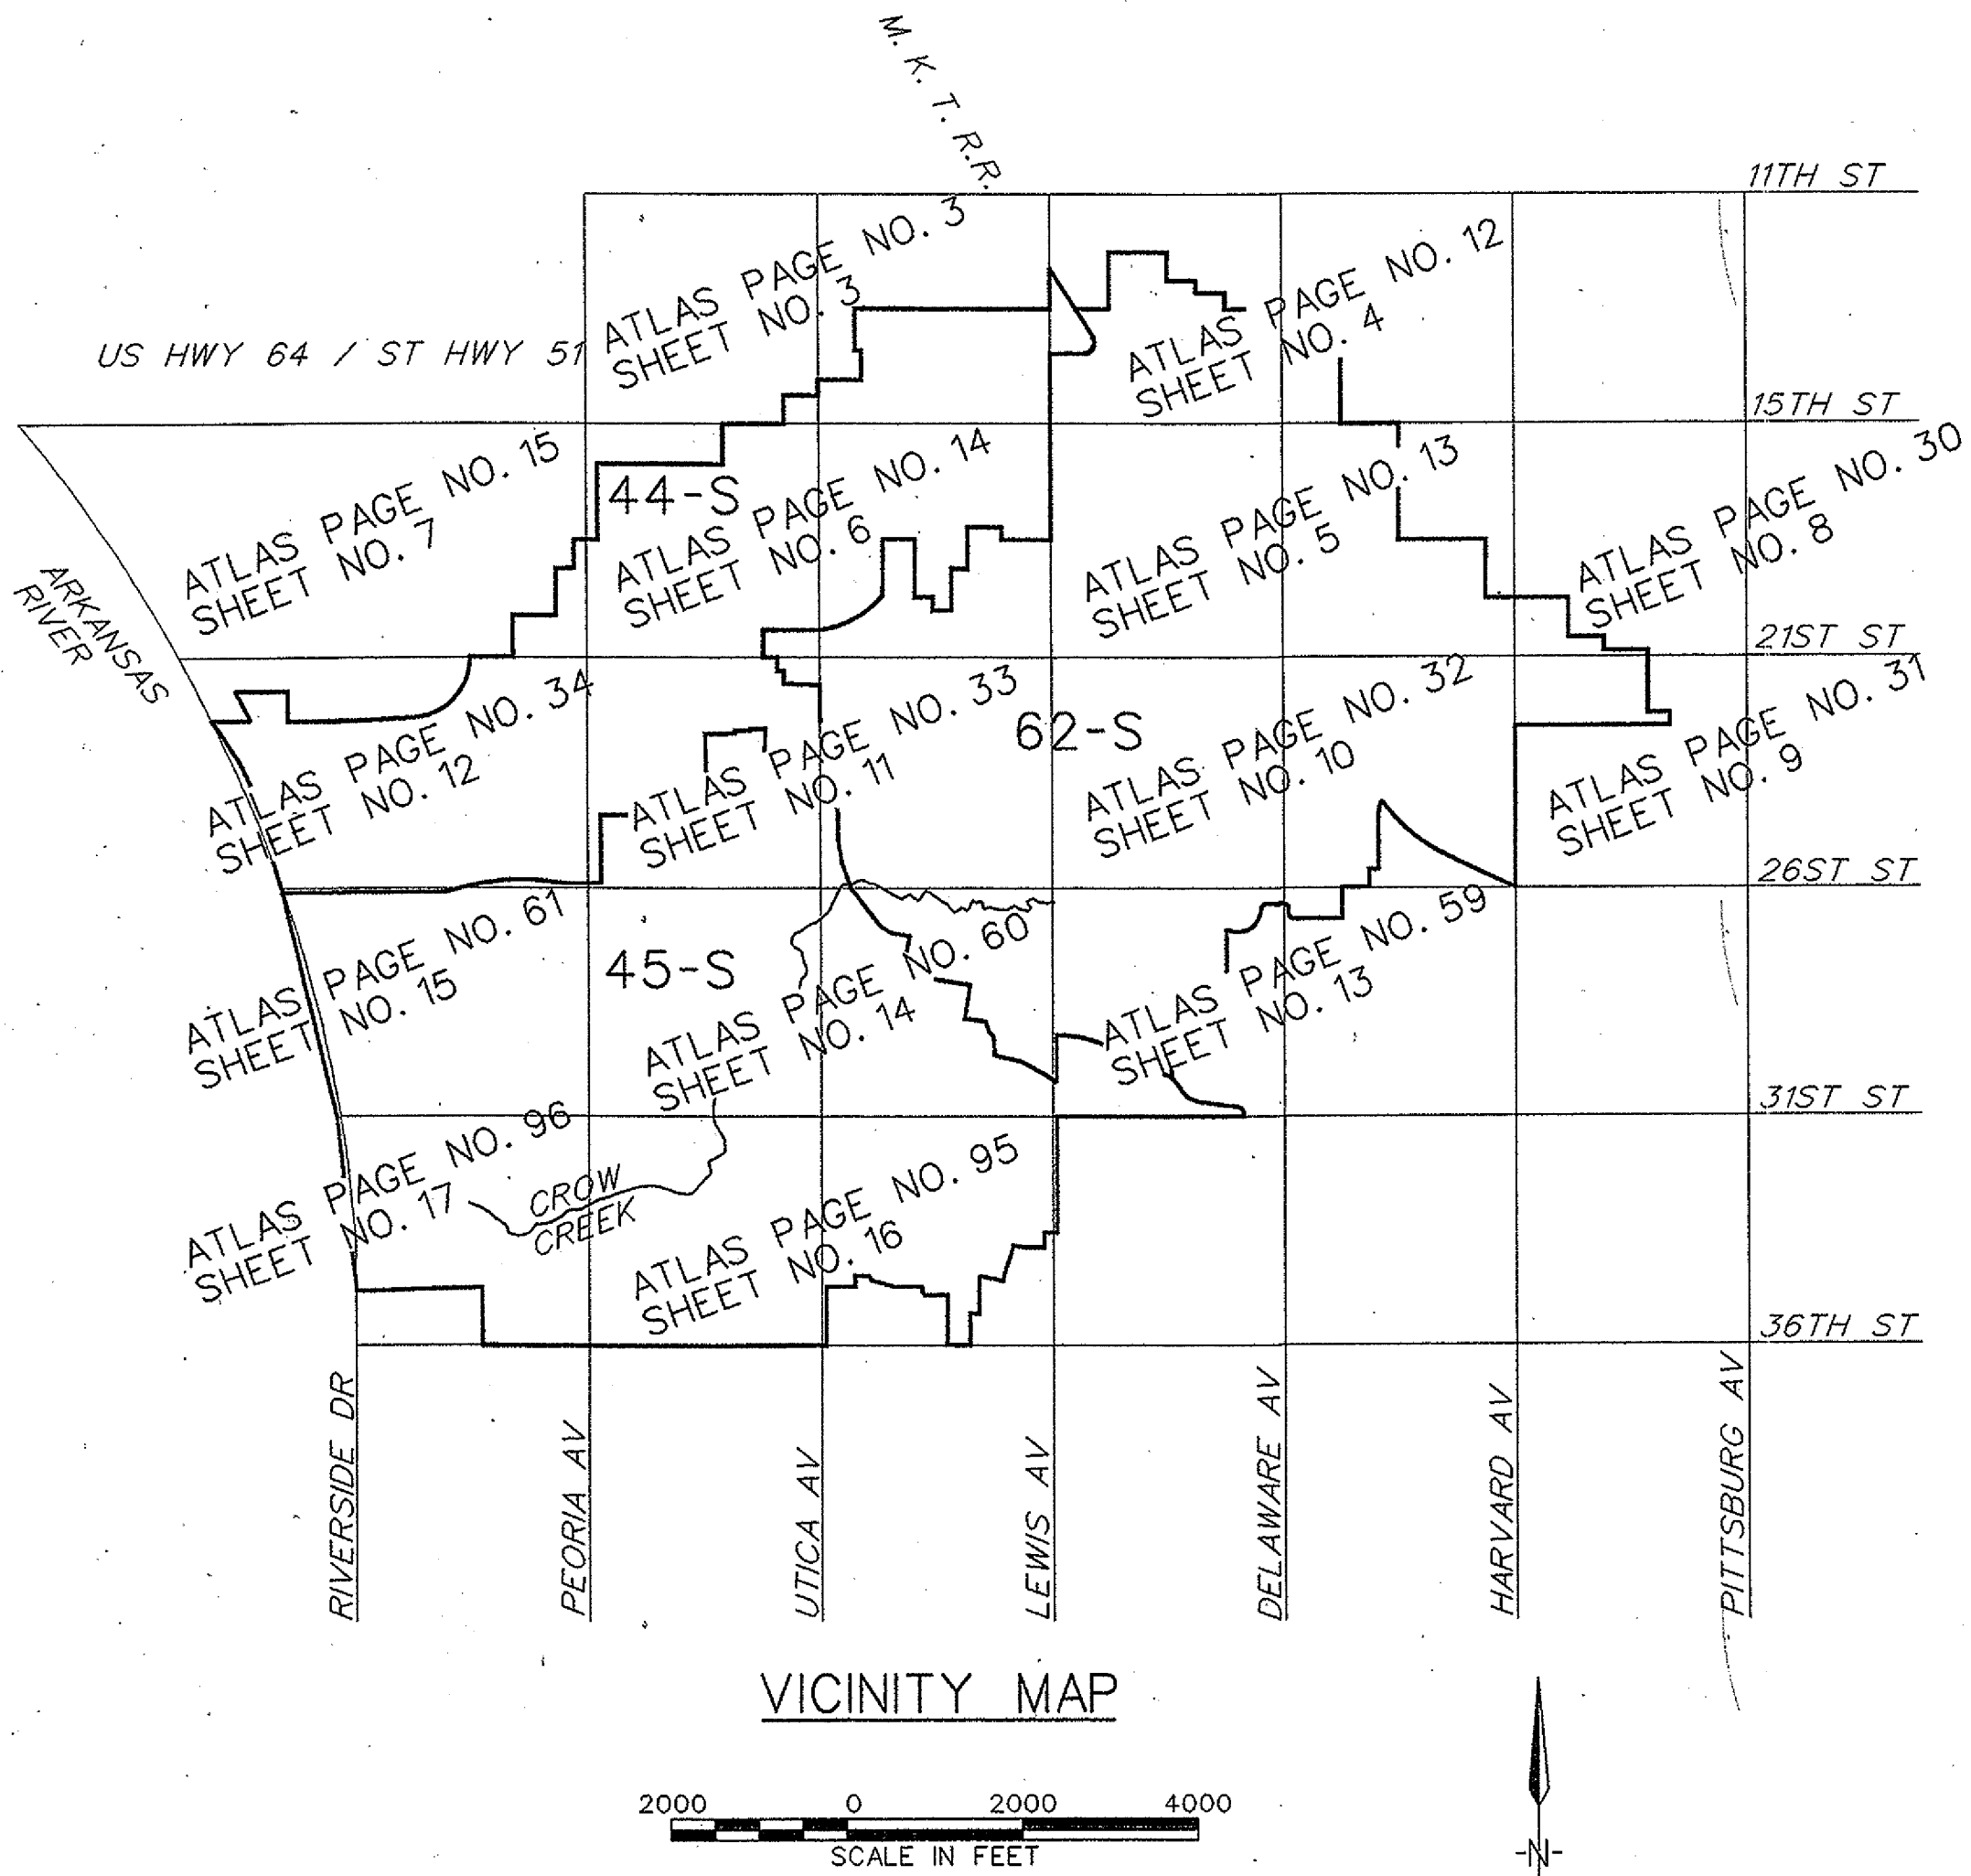 M. K. T. R.R.
11TH ST
ATLAS PAGE NO. 3
SHEET NO. 3
ATLAS PAGE NO. 12
SHEET NO. 4
US HWY 64 / ST HWY 51
15TH ST
ATLAS PAGE NO. 15
SHEET NO. 7
44-S
ATLAS PAGE NO. 14
SHEET NO. 6
ATLAS PAGE NO. 13
SHEET NO. 5
ATLAS PAGE NO. 30
SHEET NO. 8
ARKANSAS
RIVER
21ST ST
ATLAS PAGE NO. 34
SHEET NO. 12
ATLAS PAGE NO. 33
SHEET NO. 11
62-S
ATLAS PAGE NO. 32
SHEET NO. 10
ATLAS PAGE NO. 31
SHEET NO. 9
26ST ST
ATLAS PAGE NO. 61
SHEET NO. 15
45-S
ATLAS PAGE NO. 60
SHEET NO. 14
ATLAS PAGE NO. 59
SHEET NO. 13
31ST ST
ATLAS PAGE NO. 96
SHEET NO. 17
CROW
CREEK
ATLAS PAGE NO. 95
SHEET NO. 16
36TH ST
RIVERSIDE DR
PEORIA AV
UTICA AV
LEWIS AV
DELAWARE AV
HARVARD AV
PITTSBURG AV
VICINITY MAP
2000 0 2000 4000
SCALE IN FEET
-N-